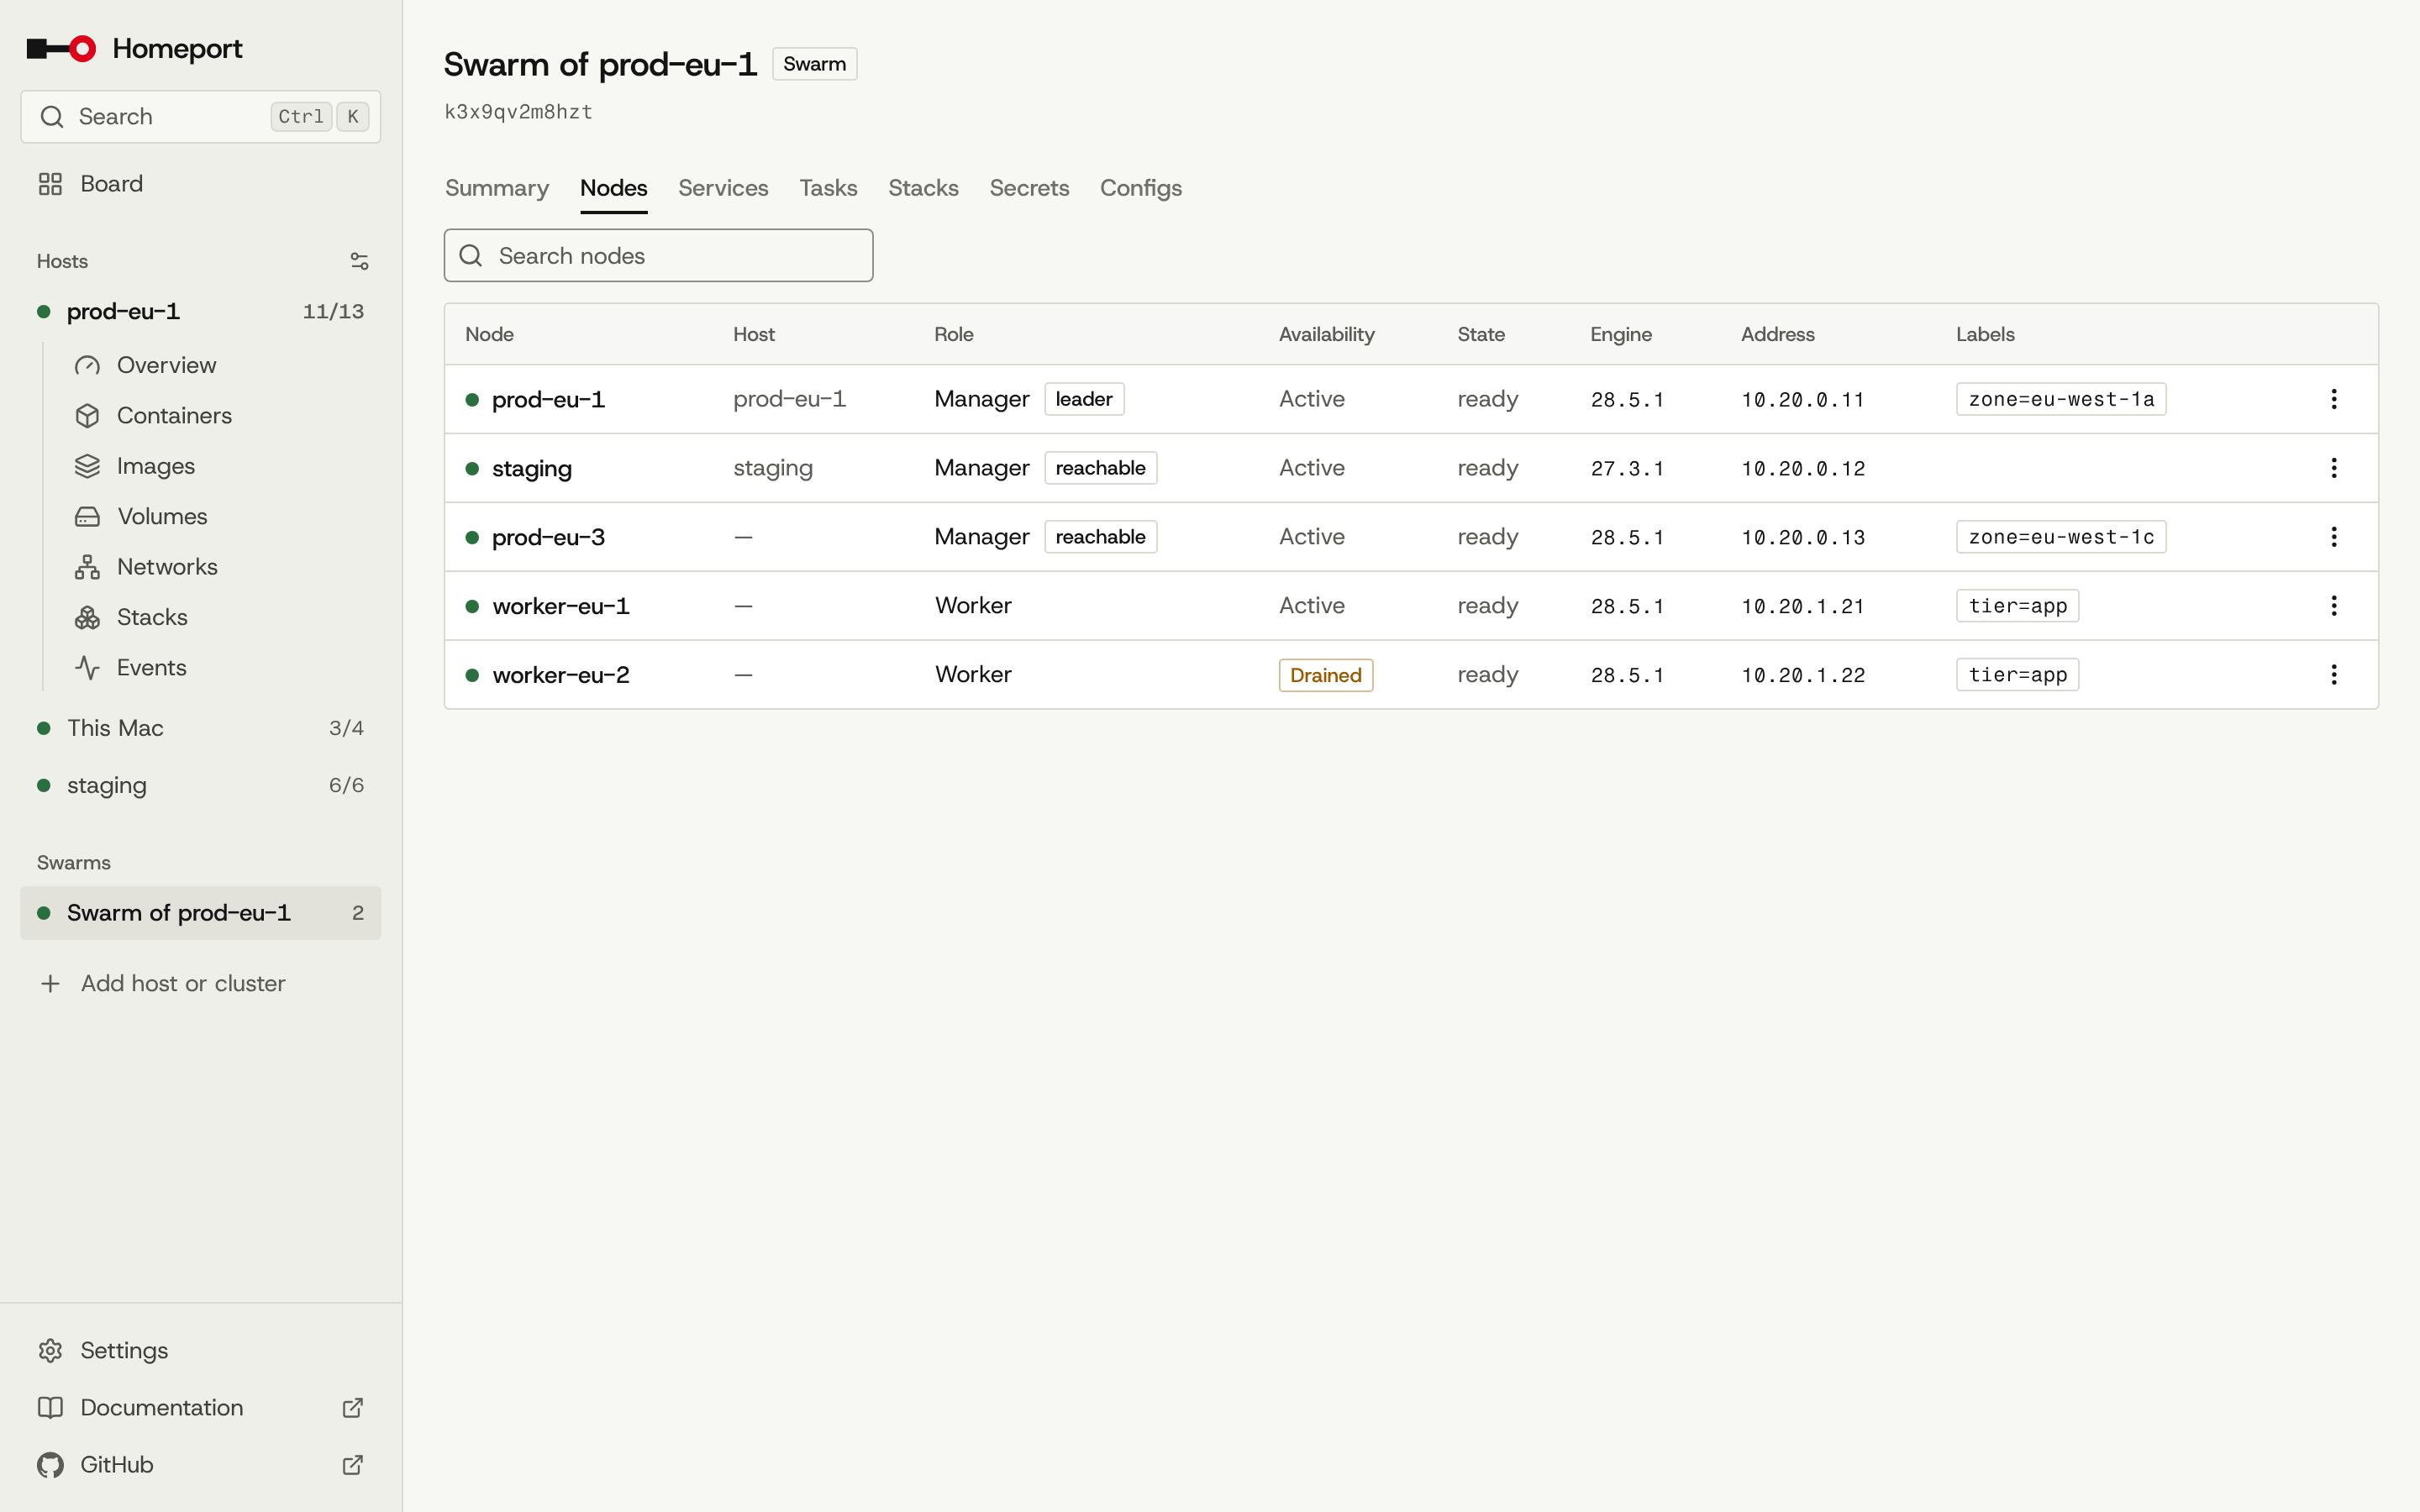 Homeport
Search Ctrl K
Board
Hosts
prod-eu-1 11/13
Overview
Containers
Images
Volumes
Networks
Stacks
Events
This Mac 3/4
staging 6/6
Swarms
Swarm of prod-eu-1 2
Add host or cluster
Settings
Documentation
GitHub
Swarm of prod-eu-1 Swarm
k3x9qv2m8hzt
Summary Nodes Services Tasks Stacks Secrets Configs
Search nodes
Node Host Role Availability State Engine Address Labels
prod-eu-1 prod-eu-1 Manager leader Active ready 28.5.1 10.20.0.11 zone=eu-west-1a
staging staging Manager reachable Active ready 27.3.1 10.20.0.12
prod-eu-3 — Manager reachable Active ready 28.5.1 10.20.0.13 zone=eu-west-1c
worker-eu-1 — Worker Active ready 28.5.1 10.20.1.21 tier=app
worker-eu-2 — Worker Drained ready 28.5.1 10.20.1.22 tier=app